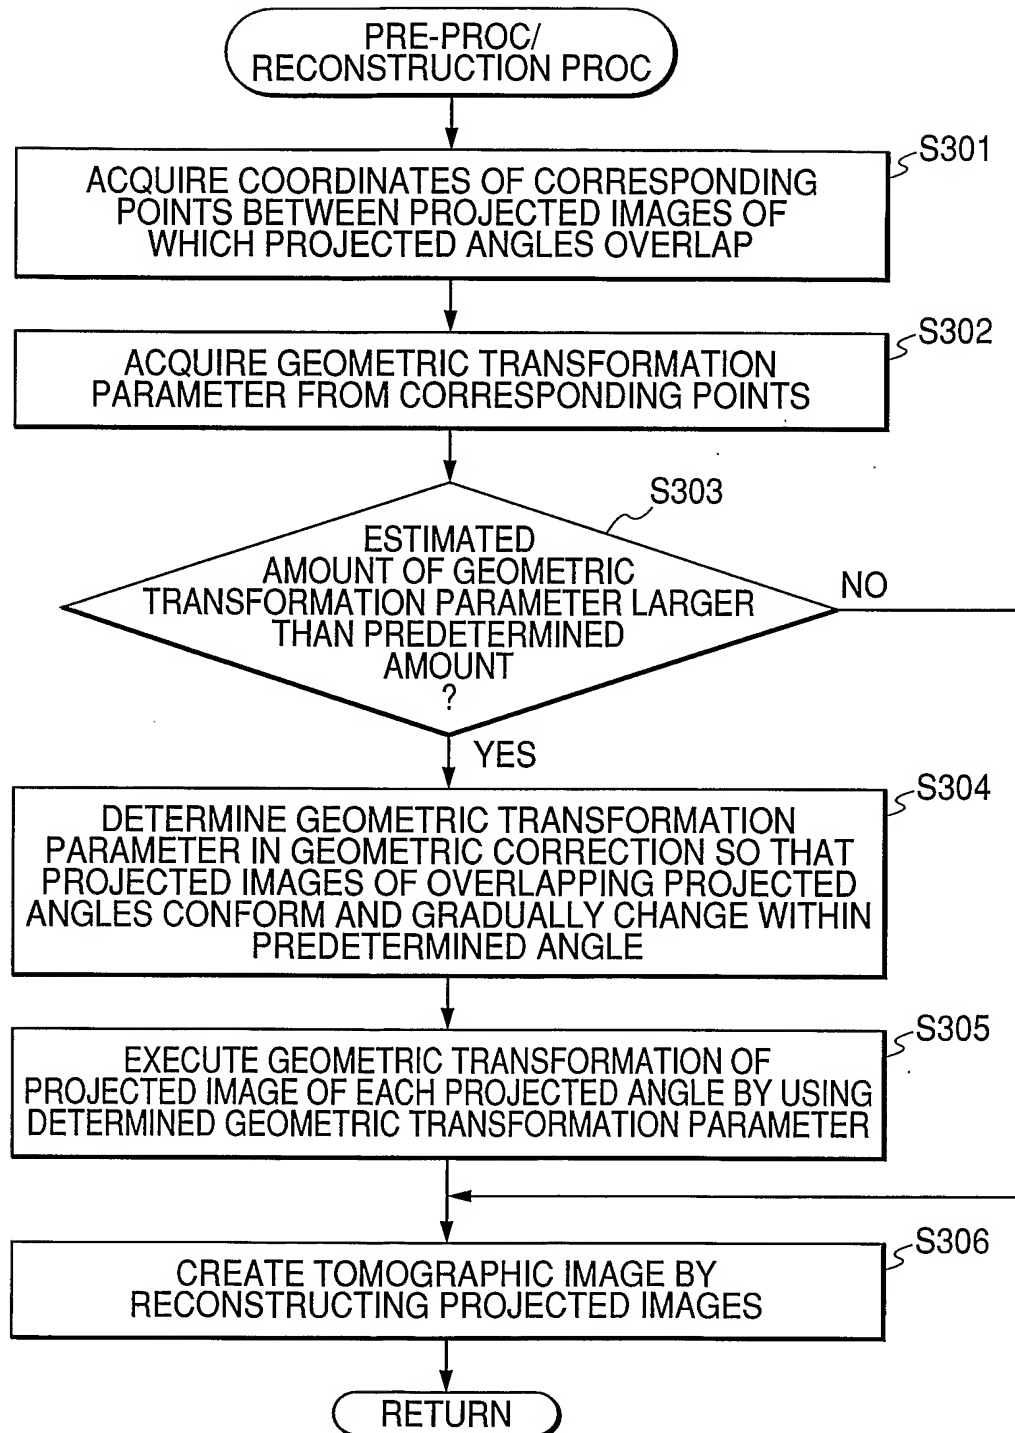 PRE-PROC/
RECONSTRUCTION PROC
S301
ACQUIRE COORDINATES OF CORRESPONDING
POINTS BETWEEN PROJECTED IMAGES OF
WHICH PROJECTED ANGLES OVERLAP
S302
ACQUIRE GEOMETRIC TRANSFORMATION
PARAMETER FROM CORRESPONDING POINTS
S303
ESTIMATED
AMOUNT OF GEOMETRIC
TRANSFORMATION PARAMETER LARGER
THAN PREDETERMINED
AMOUNT
?
NO
YES
S304
DETERMINE GEOMETRIC TRANSFORMATION
PARAMETER IN GEOMETRIC CORRECTION SO THAT
PROJECTED IMAGES OF OVERLAPPING PROJECTED
ANGLES CONFORM AND GRADUALLY CHANGE WITHIN
PREDETERMINED ANGLE
S305
EXECUTE GEOMETRIC TRANSFORMATION OF
PROJECTED IMAGE OF EACH PROJECTED ANGLE BY USING
DETERMINED GEOMETRIC TRANSFORMATION PARAMETER
S306
CREATE TOMOGRAPHIC IMAGE BY
RECONSTRUCTING PROJECTED IMAGES
RETURN